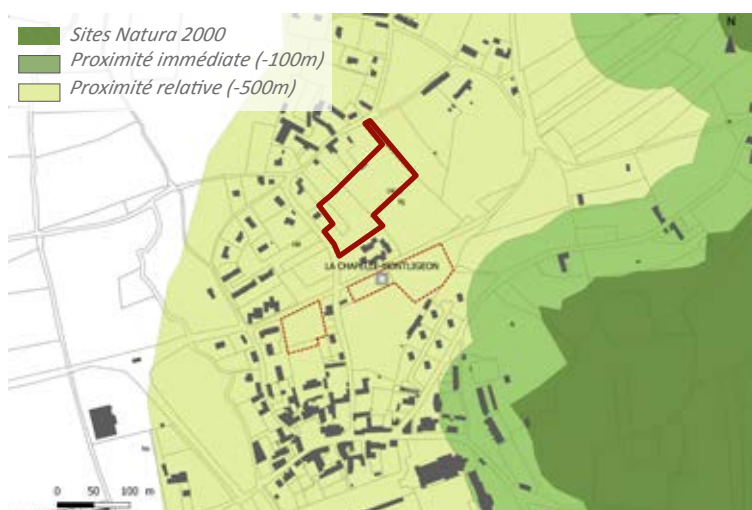 Sites Natura 2000
Proximité immédiate (-100m)
Proximité relative (-500m)
N
LA CHAPELLE-MONTLIGEON
0 50 100 m